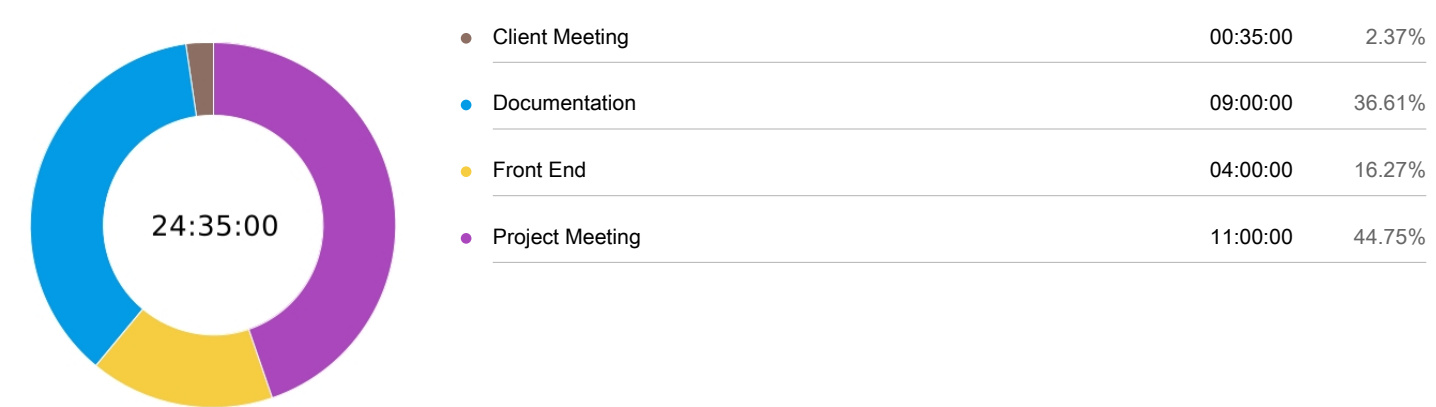 Client Meeting 00:35:00 2.37%
Documentation 09:00:00 36.61%
Front End 04:00:00 16.27%
24:35:00
Project Meeting 11:00:00 44.75%